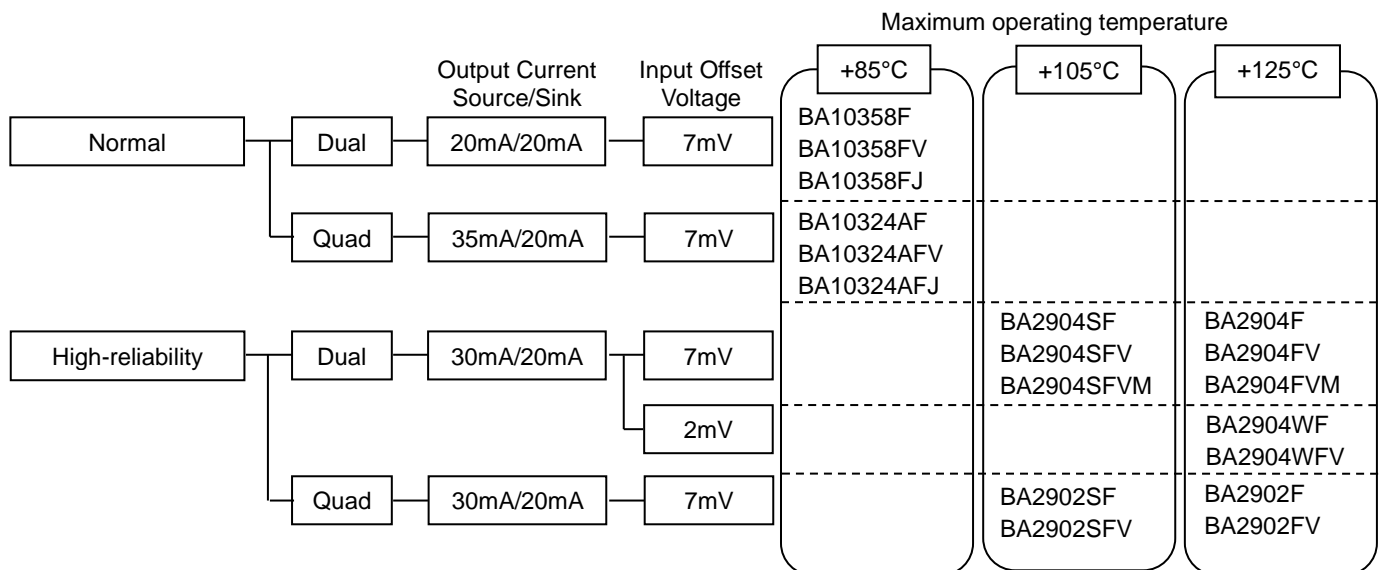 Maximum operating temperature
Output Current
Source/Sink
Input Offset
Voltage
+85°C
+105°C
+125°C
Normal
Dual
20mA/20mA
7mV
BA10358F
BA10358FV
BA10358FJ
Quad
35mA/20mA
7mV
BA10324AF
BA10324AFV
BA10324AFJ
High-reliability
Dual
30mA/20mA
7mV
BA2904SF
BA2904SFV
BA2904SFVM
BA2904F
BA2904FV
BA2904FVM
2mV
BA2904WF
BA2904WFV
Quad
30mA/20mA
7mV
BA2902SF
BA2902SFV
BA2902F
BA2902FV